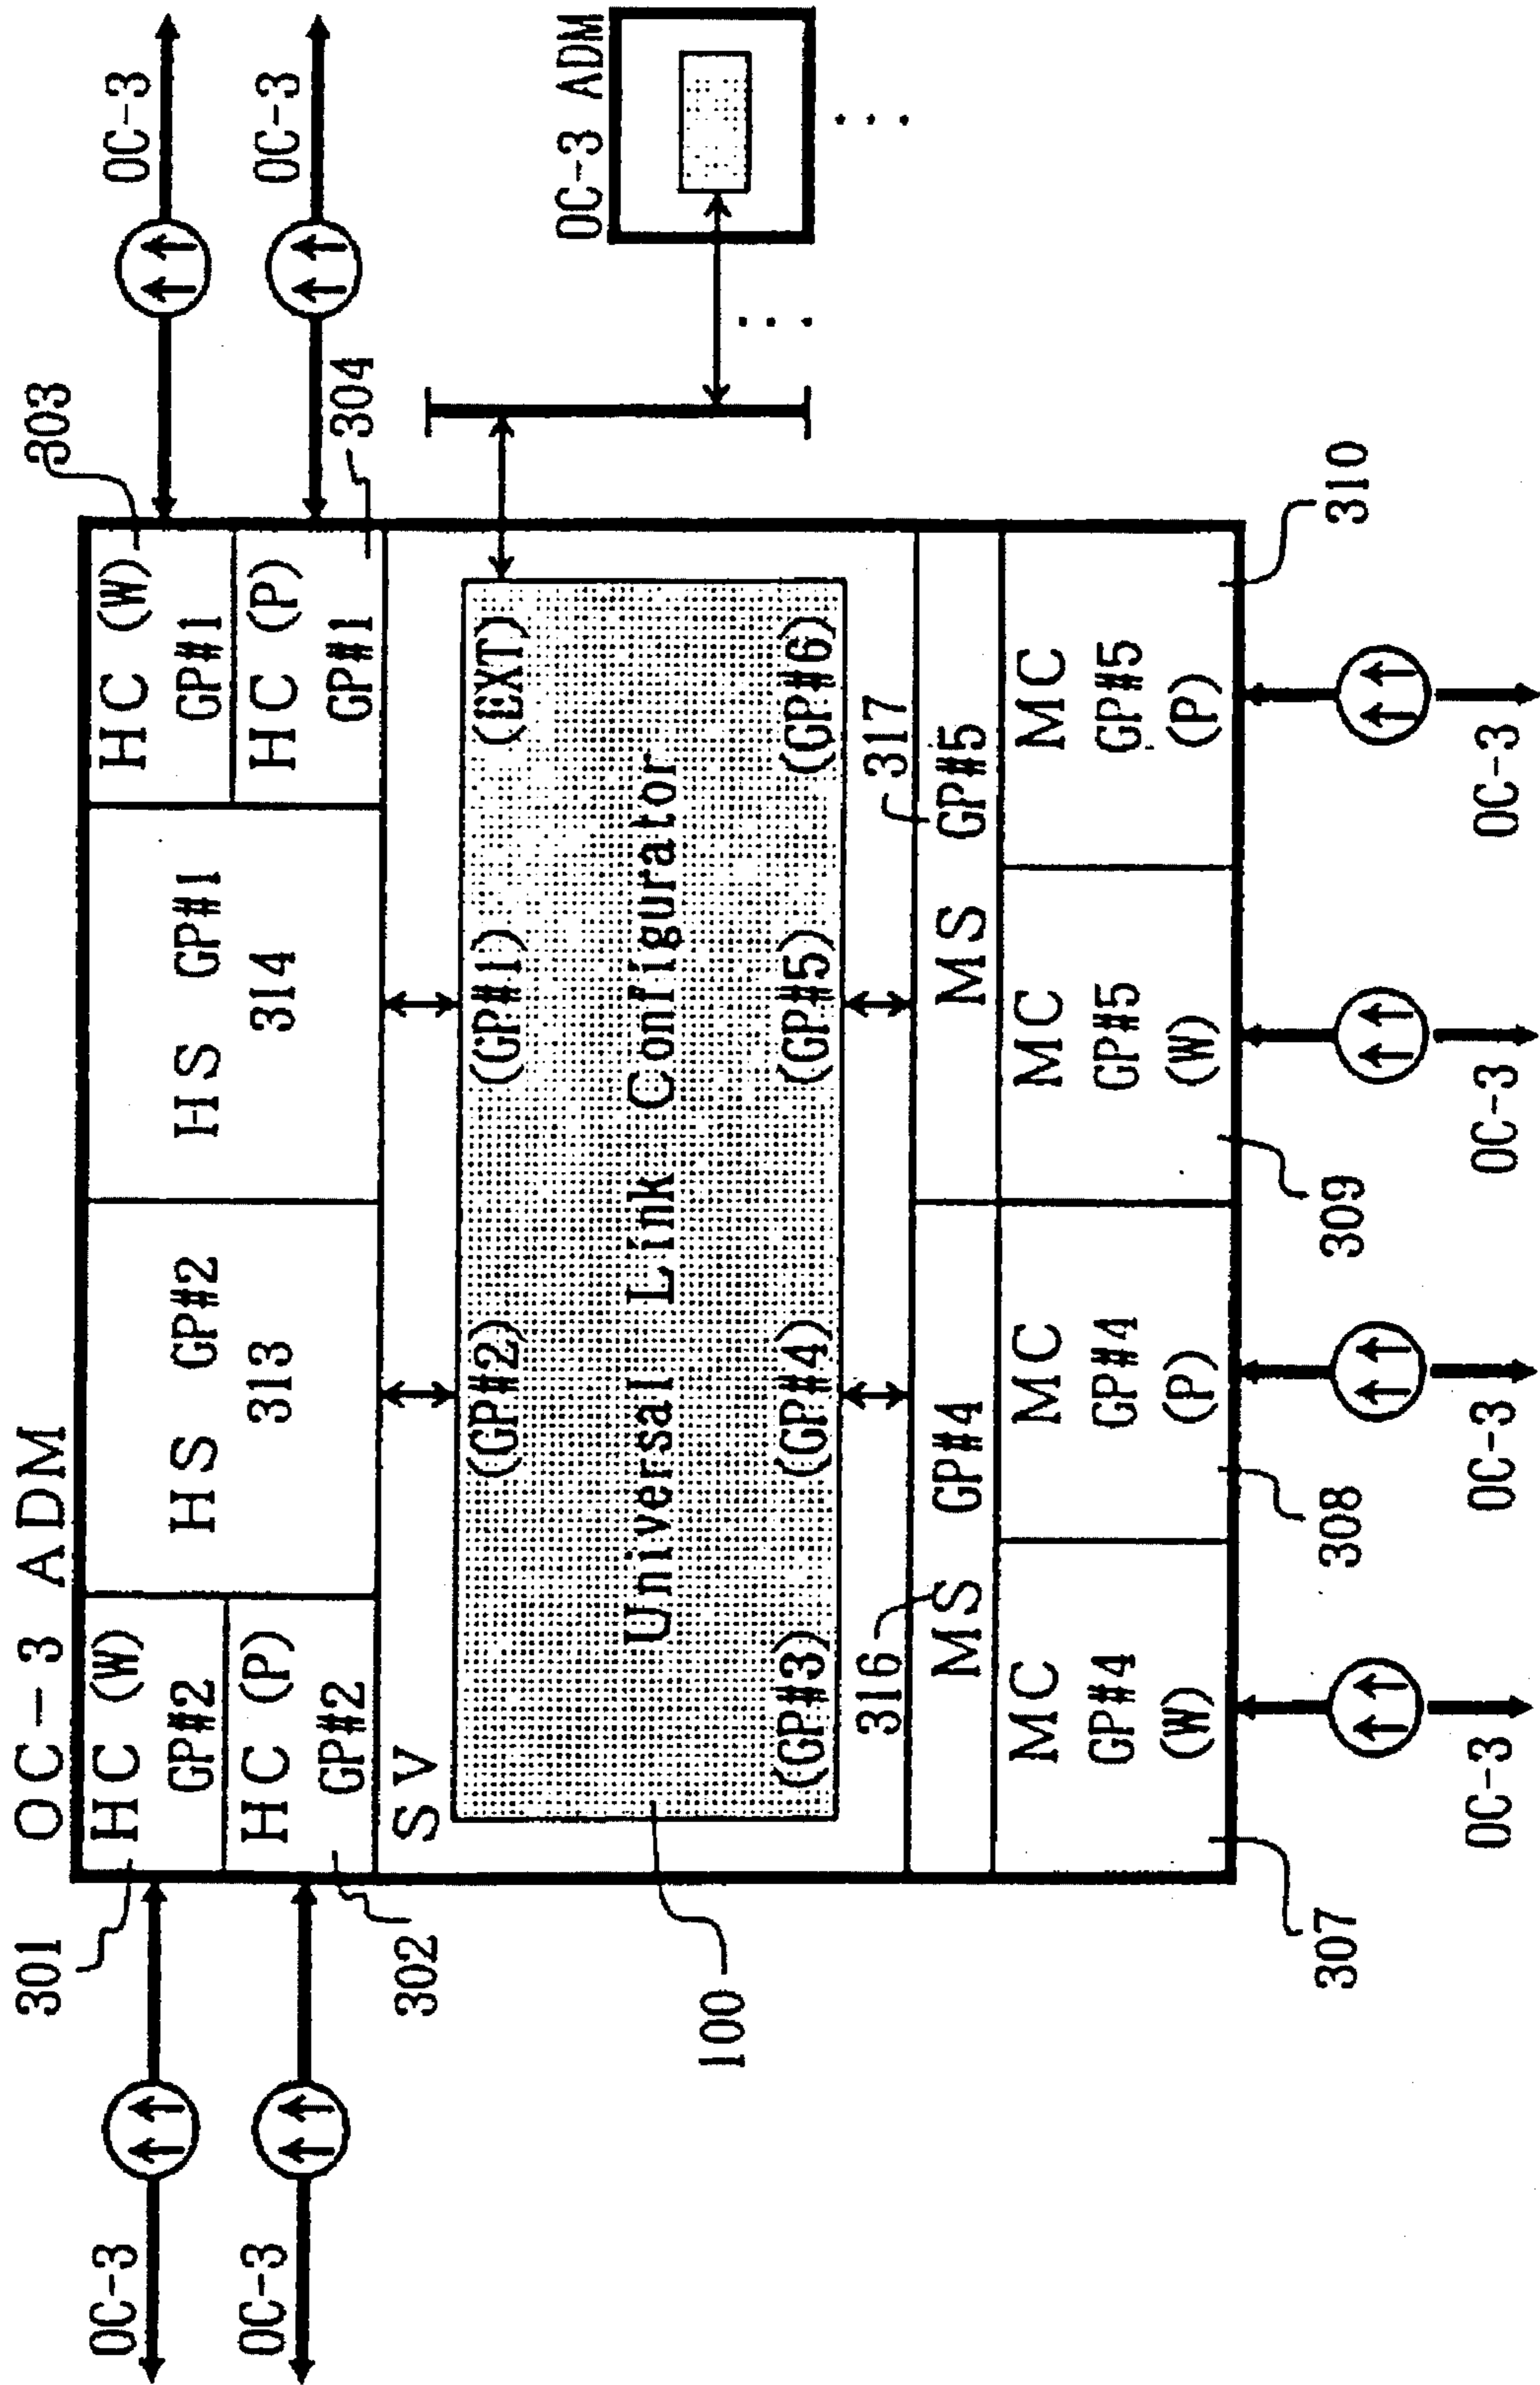 OC-3 ADM
301
HC (W)
GP#2
HC (P)
GP#2
302
HS GP#2
313
HS GP#1
314
HC (W)
GP#1
303
HC (P)
GP#1
304
OC-3
OC-3
OC-3
OC-3
SV
(GP#2)
(GP#1)
(EXT)
Universal Link Configurator
(GP#3)
(GP#4)
(GP#5)
(GP#6)
100
OC-3 ADM
316
MS GP#4
317
MS GP#5
MC
GP#4
(W)
MC
GP#4
(P)
MC
GP#5
(W)
MC
GP#5
(P)
307
308
309
310
OC-3
OC-3
OC-3
OC-3